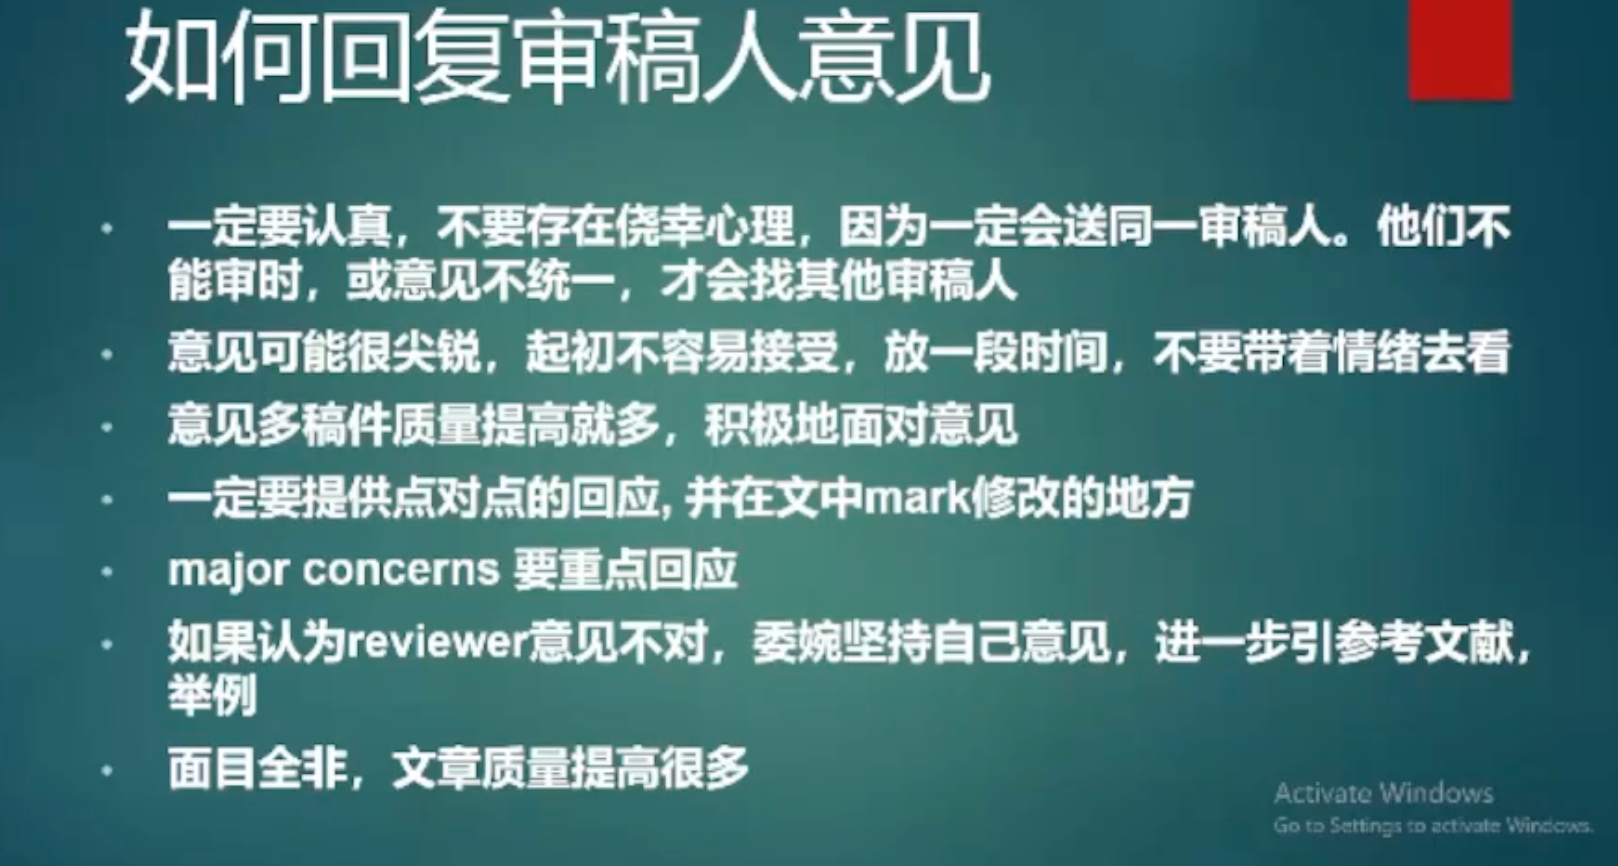 如何回复审稿人意见
一定要认真，不要存在侥幸心理，因为一定会送同一审稿人。他们不
能审时，或意见不统一，才会找其他审稿人
意见可能很尖锐，起初不容易接受，放一段时间，不要带着情绪去看
意见多稿件质量提高就多，积极地面对意见
一定要提供点对点的回应, 并在文中mark修改的地方
major concerns 要重点回应
如果认为reviewer意见不对，委婉坚持自己意见，进一步引参考文献，
举例
面目全非，文章质量提高很多
Activate Windows
Go to Settings to activate Windows.